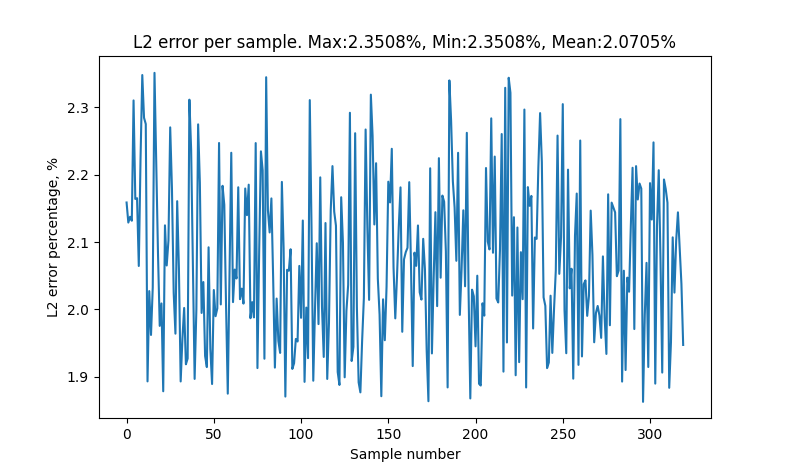 L2 error per sample. Max:2.3508%, Min:2.3508%, Mean:2.0705%
2.3
2.2
2.1
2.0
1.9
L2 error percentage, %
0 50 100 150 200 250 300
Sample number